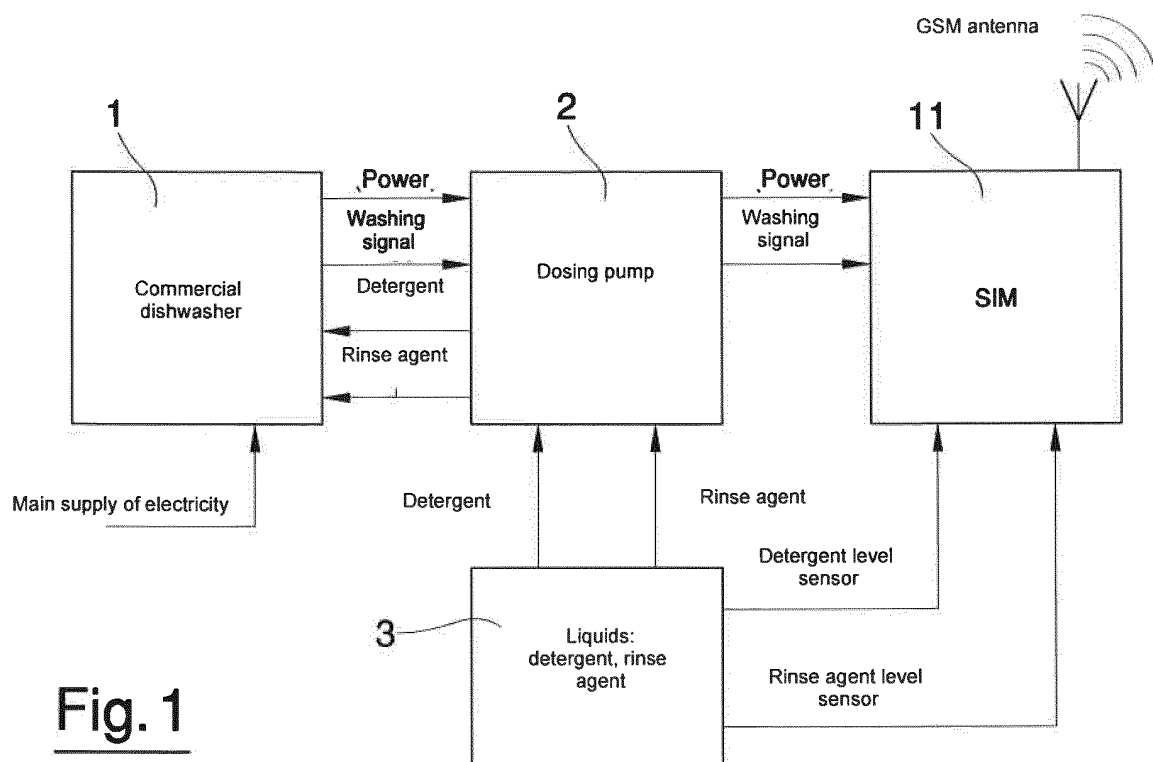 GSM antenna
1
2
11
Power
Washing
signal
Detergent
Rinse agent
Power
Washing
signal
Commercial
dishwasher
Dosing pump
SIM
Main supply of electricity
Detergent
Rinse agent
Detergent level
sensor
3
Liquids:
detergent, rinse
agent
Rinse agent level
sensor
Fig. 1